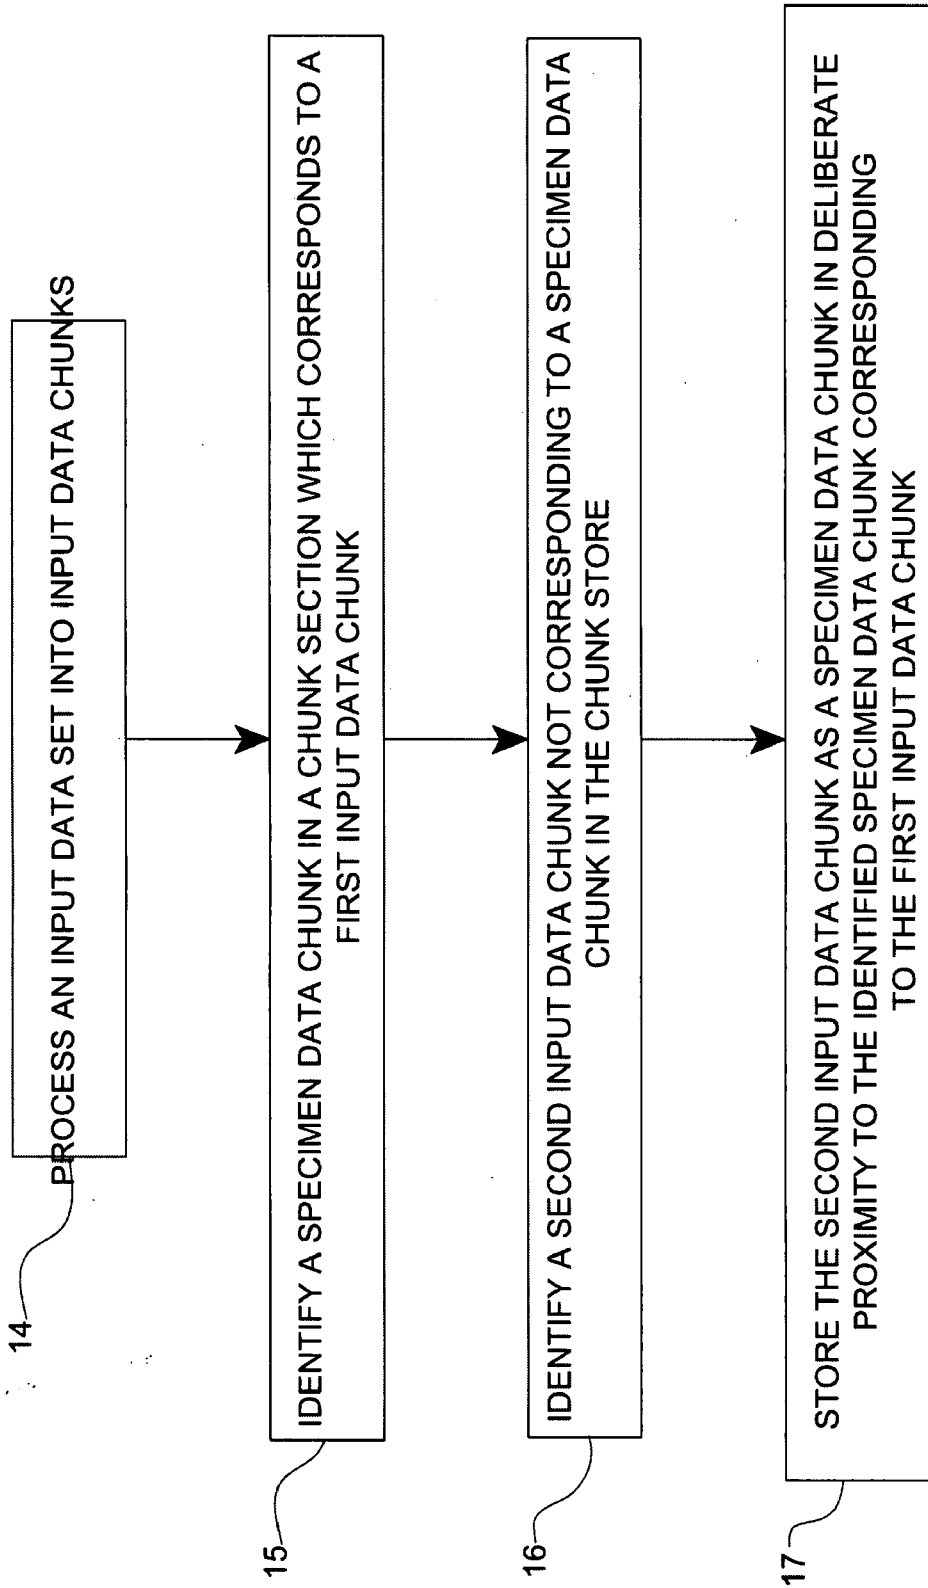 14
PROCESS AN INPUT DATA SET INTO INPUT DATA CHUNKS
15
IDENTIFY A SPECIMEN DATA CHUNK IN A CHUNK SECTION WHICH CORRESPONDS TO A
FIRST INPUT DATA CHUNK
16
IDENTIFY A SECOND INPUT DATA CHUNK NOT CORRESPONDING TO A SPECIMEN DATA
CHUNK IN THE CHUNK STORE
17
STORE THE SECOND INPUT DATA CHUNK AS A SPECIMEN DATA CHUNK IN DELIBERATE
PROXIMITY TO THE IDENTIFIED SPECIMEN DATA CHUNK CORRESPONDING
TO THE FIRST INPUT DATA CHUNK